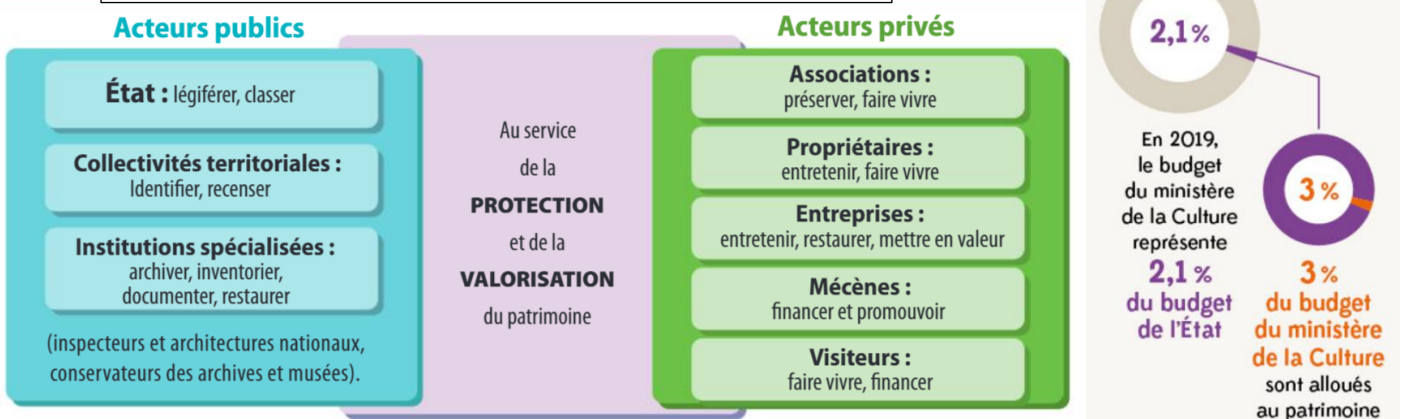 Acteurs publics
État : légiférer, classer
Collectivités territoriales :
Identifier, recenser
Institutions spécialisées :
archiver, inventorier,
documenter, restaurer
(inspecteurs et architectures nationaux,
conservateurs des archives et musées).
Au service
de la
PROTECTION
et de la
VALORISATION
du patrimoine
Acteurs privés
Associations :
préserver, faire vivre
Propriétaires :
entretenir, faire vivre
Entreprises :
entretenir, restaurer, mettre en valeur
Mécènes :
financer et promouvoir
Visiteurs :
faire vivre, financer
2,1 %
En 2019,
le budget
du ministère
de la Culture
représente
2,1 %
du budget
de l'État
3 %
3 %
du budget
du ministère
de la Culture
sont alloués
au patrimoine